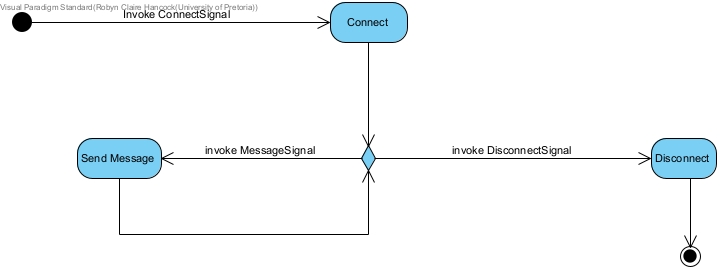 Visual Paradigm Standard(Robyn Claire Hancock(University of Pretoria))
Invoke ConnectSignal
Connect
Send Message
invoke MessageSignal
invoke DisconnectSignal
Disconnect